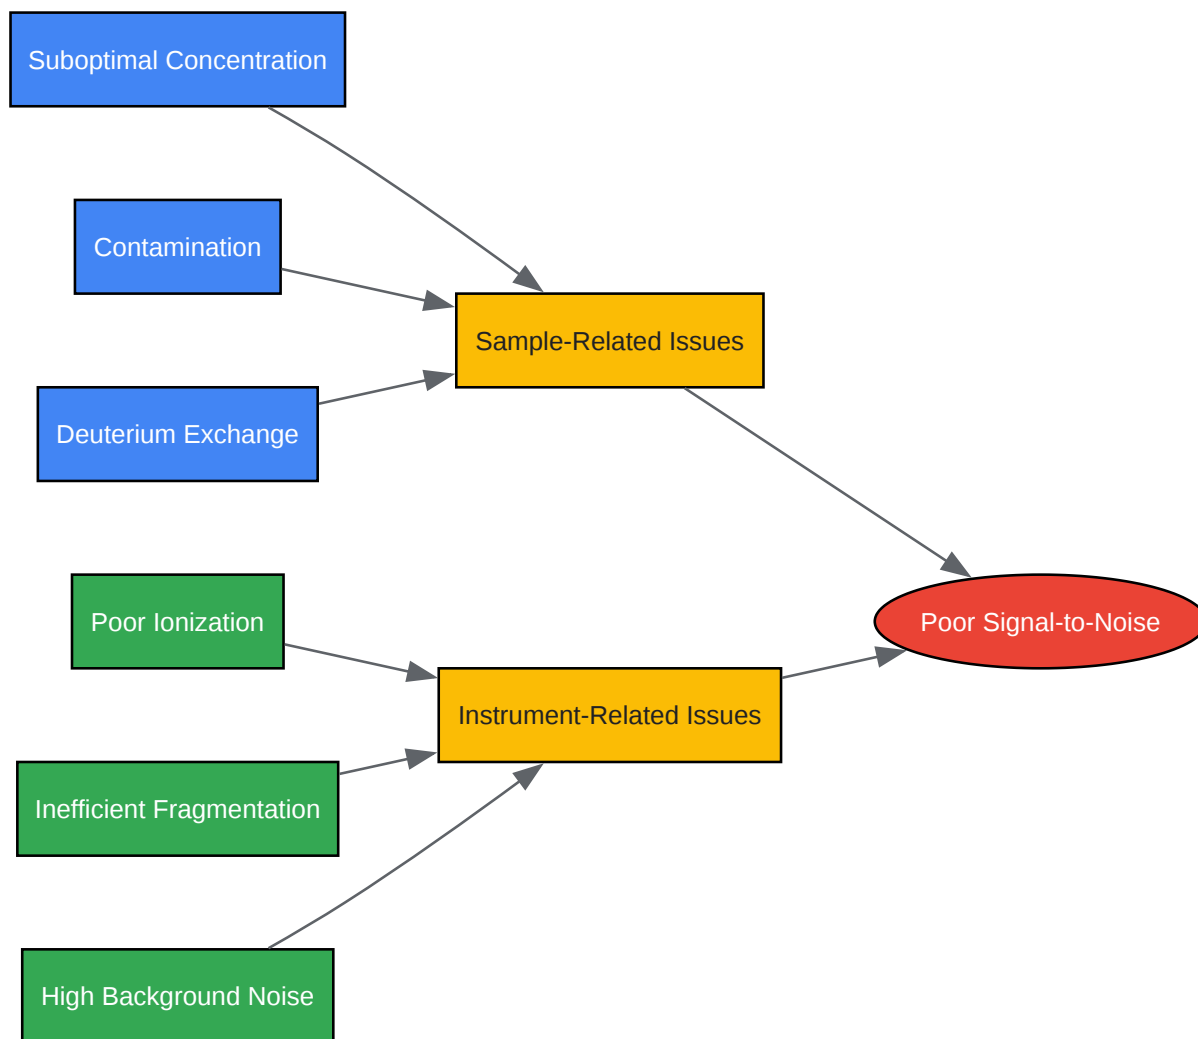 Suboptimal Concentration
Contamination
Sample-Related Issues
Deuterium Exchange
Poor Ionization
Poor Signal-to-Noise
Instrument-Related Issues
Inefficient Fragmentation
High Background Noise